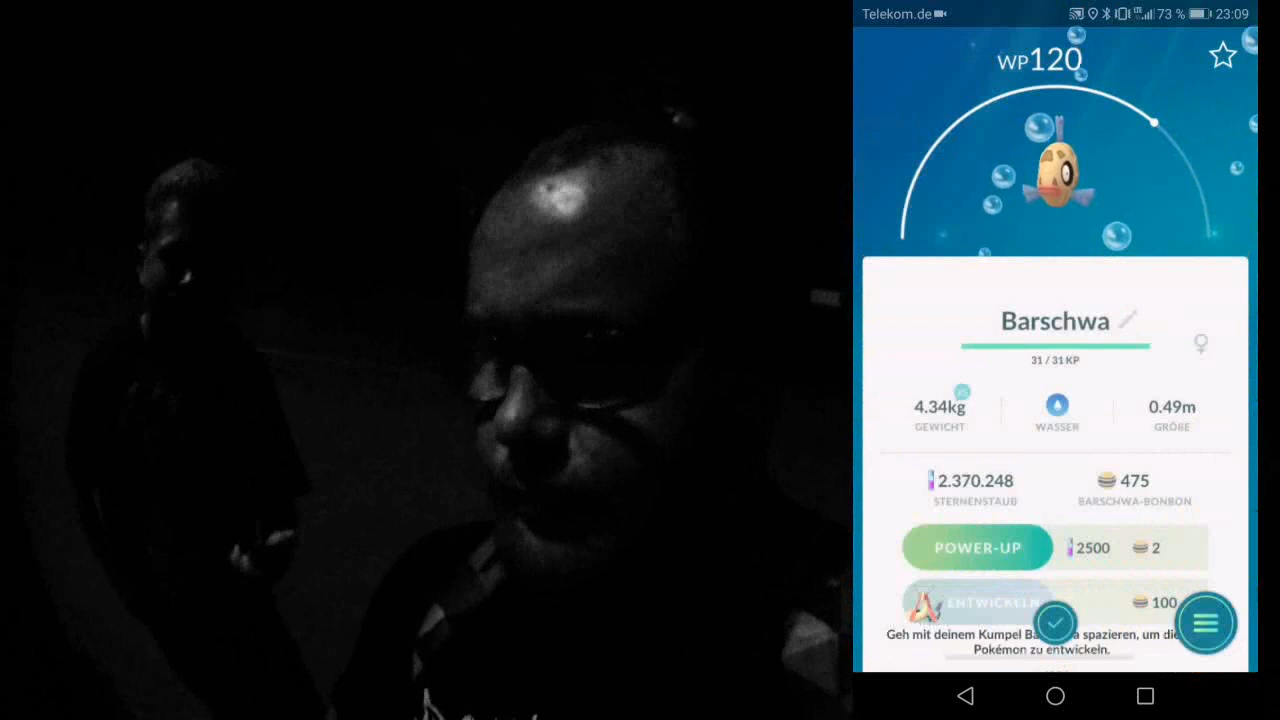 Telekom.de
73 %
23:09
WP120
Barschwa
31 / 31 KP
4.34kg
XS
0.49m
GEWICHT
WASSER
GRÖßE
2.370.248
475
STERNENSTAUB
BARSCHWA-BONBON
POWER-UP
2500
2
ENTWICKELN
100
Geh mit deinem Kumpel Ba a spazieren, um die
Pokémon zu entwickeln.